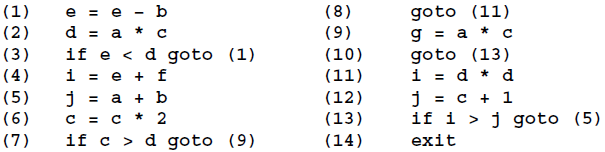 (1) e = e - b
(2) d = a * c
(3) if e < d goto (1)
(4) i = e + f
(5) j = a + b
(6) c = c * 2
(7) if c > d goto (9)
(8) goto (11)
(9) g = a * c
(10) goto (13)
(11) i = d * d
(12) j = c + 1
(13) if i > j goto (5)
(14) exit